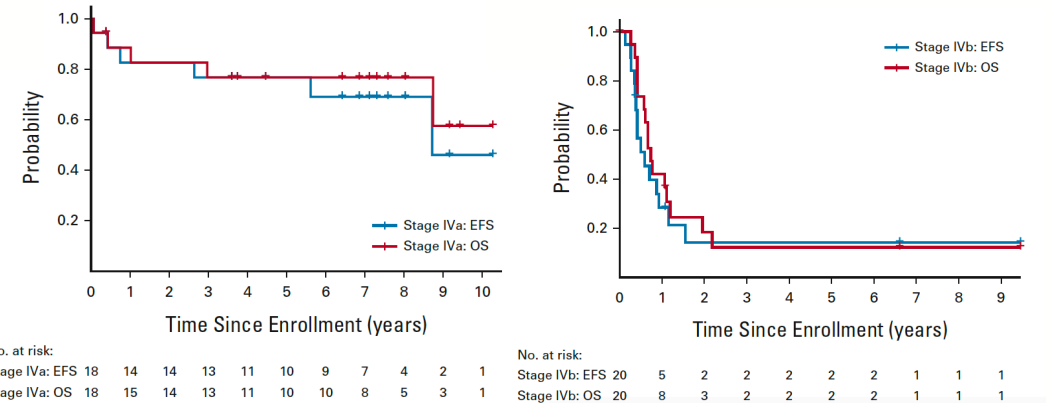 1.0
0.8
0.6
0.4
0.2
Probability
Stage IVa: EFS
Stage IVa: OS
0 1 2 3 4 5 6 7 8 9 10
Time Since Enrollment (years)
o. at risk:
age IVa: EFS 18 14 14 13 11 10 9 7 4 2 1
age IVa: OS 18 15 14 13 11 10 10 8 5 3 1
1.0
0.8
0.6
0.4
0.2
Probability
Stage IVb: EFS
Stage IVb: OS
0 1 2 3 4 5 6 7 8 9
Time Since Enrollment (years)
No. at risk:
Stage IVb: EFS 20 5 2 2 2 2 2 1 1 1
Stage IVb: OS 20 8 3 2 2 2 2 1 1 1